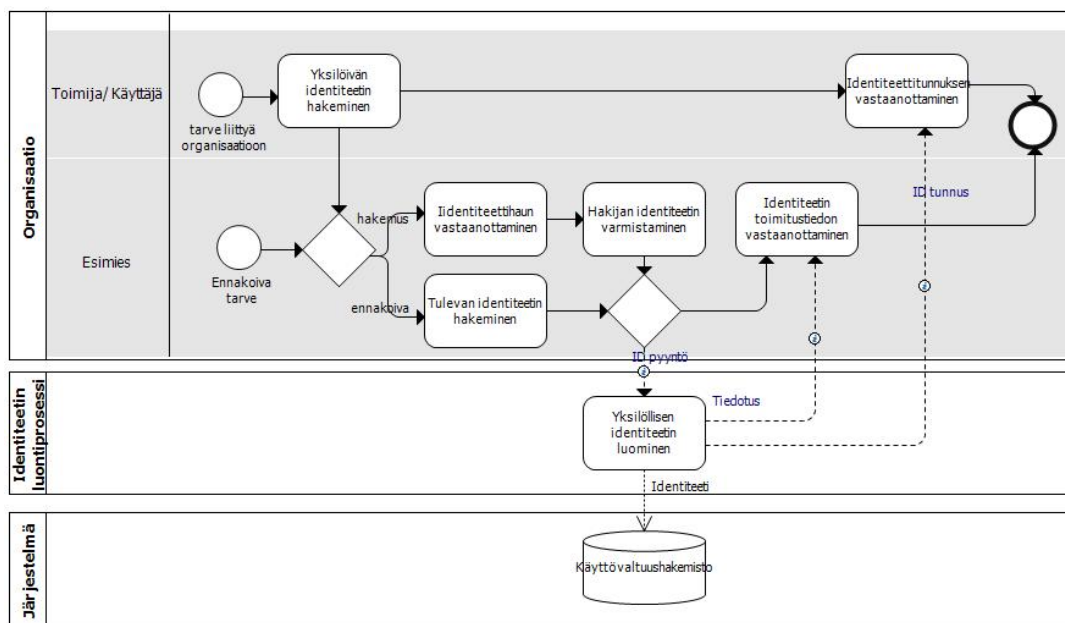 Organisaatio
Toimija/ Käyttäjä
tarve liittyä
organisaatioon
Yksilöivän
identiteetin
hakeminen
Identiteettitunnuksen
vastaanottaminen
Esimies
Ennakoiva
tarve
hakemus
ennakoiva
Iidentiteettihaun
vastaanottaminen
Hakijan identiteetin
varmistaminen
Tulevan identiteetin
hakeminen
Identiteetin
toimitustiedon
vastaanottaminen
ID tunnus
ID pyyntö
Identiteetin
luontiprosessi
Yksilöllisen
identiteetin
luominen
Tiedotus
Identiteeti
Järjestelmä
Käyttövaltuushakemisto